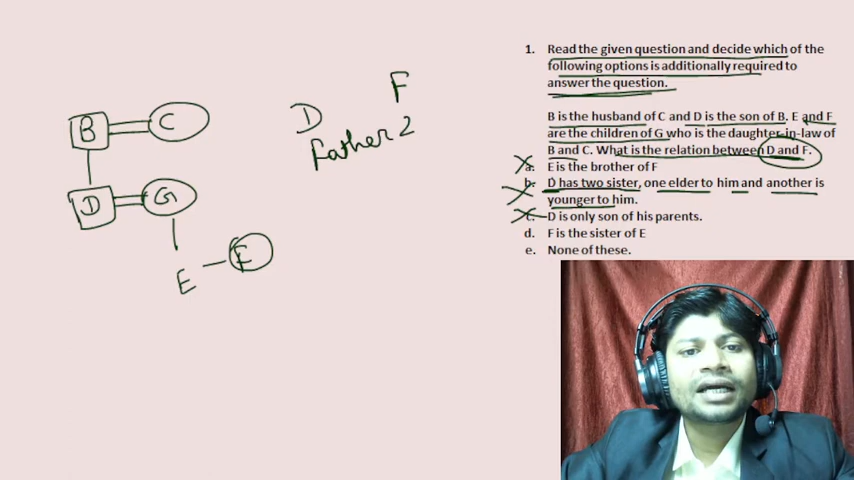 1. Read the given question and decide which of the
following options is additionally required to
answer the question.
B is the husband of C and D is the son of B. E and F
are the children of G who is the daughter-in-law of
B and C. What is the relation between D and F.
a. E is the brother of F
b. D has two sister, one elder to him and another is
younger to him.
c. D is only son of his parents.
d. F is the sister of E
e. None of these.
B C
D G
E
D F
Father 2